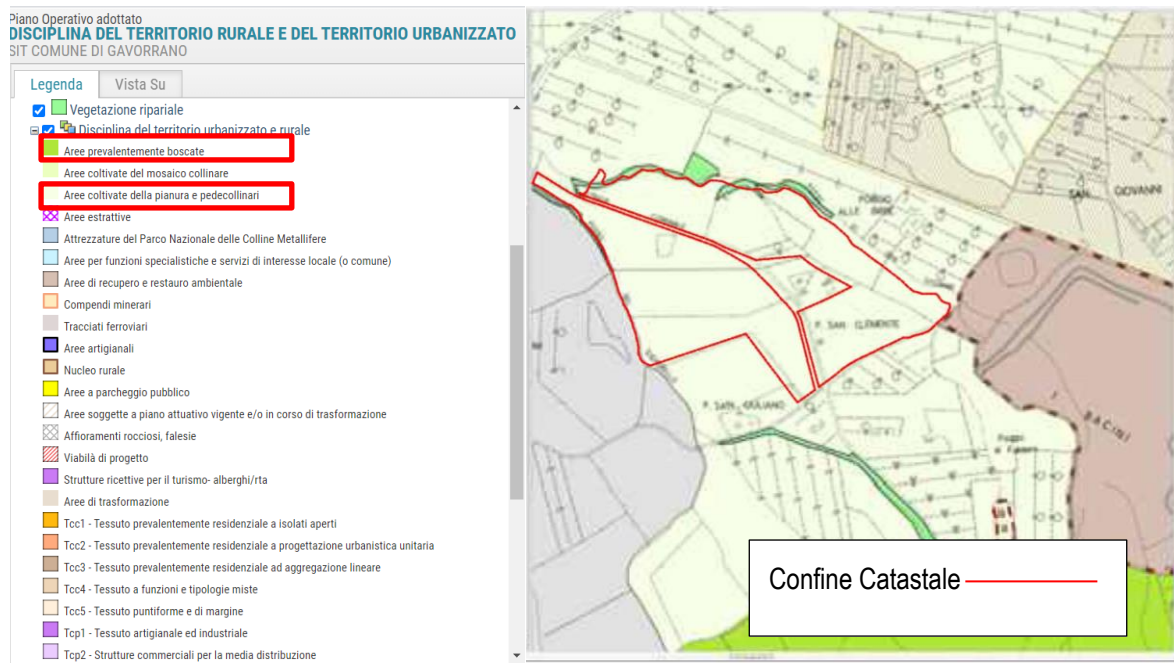 Piano Operativo adottato
DISCIPLINA DEL TERRITORIO RURALE E DEL TERRITORIO URBANIZZATO
SIT COMUNE DI GAVORRANO
Legenda
Vista Su
Vegetazione ripariale
Disciplina del territorio urbanizzato e rurale
Aree prevalentemente boscate
Aree coltivate del mosaico collinare
Aree coltivate della pianura e pedecollinari
Aree estrattive
Attrezzature del Parco Nazionale delle Colline Metallifere
Aree per funzioni specialistiche e servizi di interesse locale (o comune)
Aree di recupero e restauro ambientale
Compendi minerari
Tracciati ferroviari
Aree artigianali
Nucleo rurale
Aree a parcheggio pubblico
Aree soggette a piano attuativo vigente e/o in corso di trasformazione
Affioramenti rocciosi, falesie
Viabilità di progetto
Strutture ricettive per il turismo- alberghi/rta
Aree di trasformazione
Tcc1 - Tessuto prevalentemente residenziale a isolati aperti
Tcc2 - Tessuto prevalentemente residenziale a progettazione urbanistica unitaria
Tcc3 - Tessuto prevalentemente residenziale ad aggregazione lineare
Tcc4 - Tessuto a funzioni e tipologie miste
Tcc5 - Tessuto puntiforme e di margine
Tcp1 - Tessuto artigianale ed industriale
Tcp2 - Strutture commerciali per la media distribuzione
SAN GIOVANNI
POGGIO
ALLE
P. SAN CLEMENTE
P. SAN GIULIANO
I BACINI
Poggio
Confine Catastale